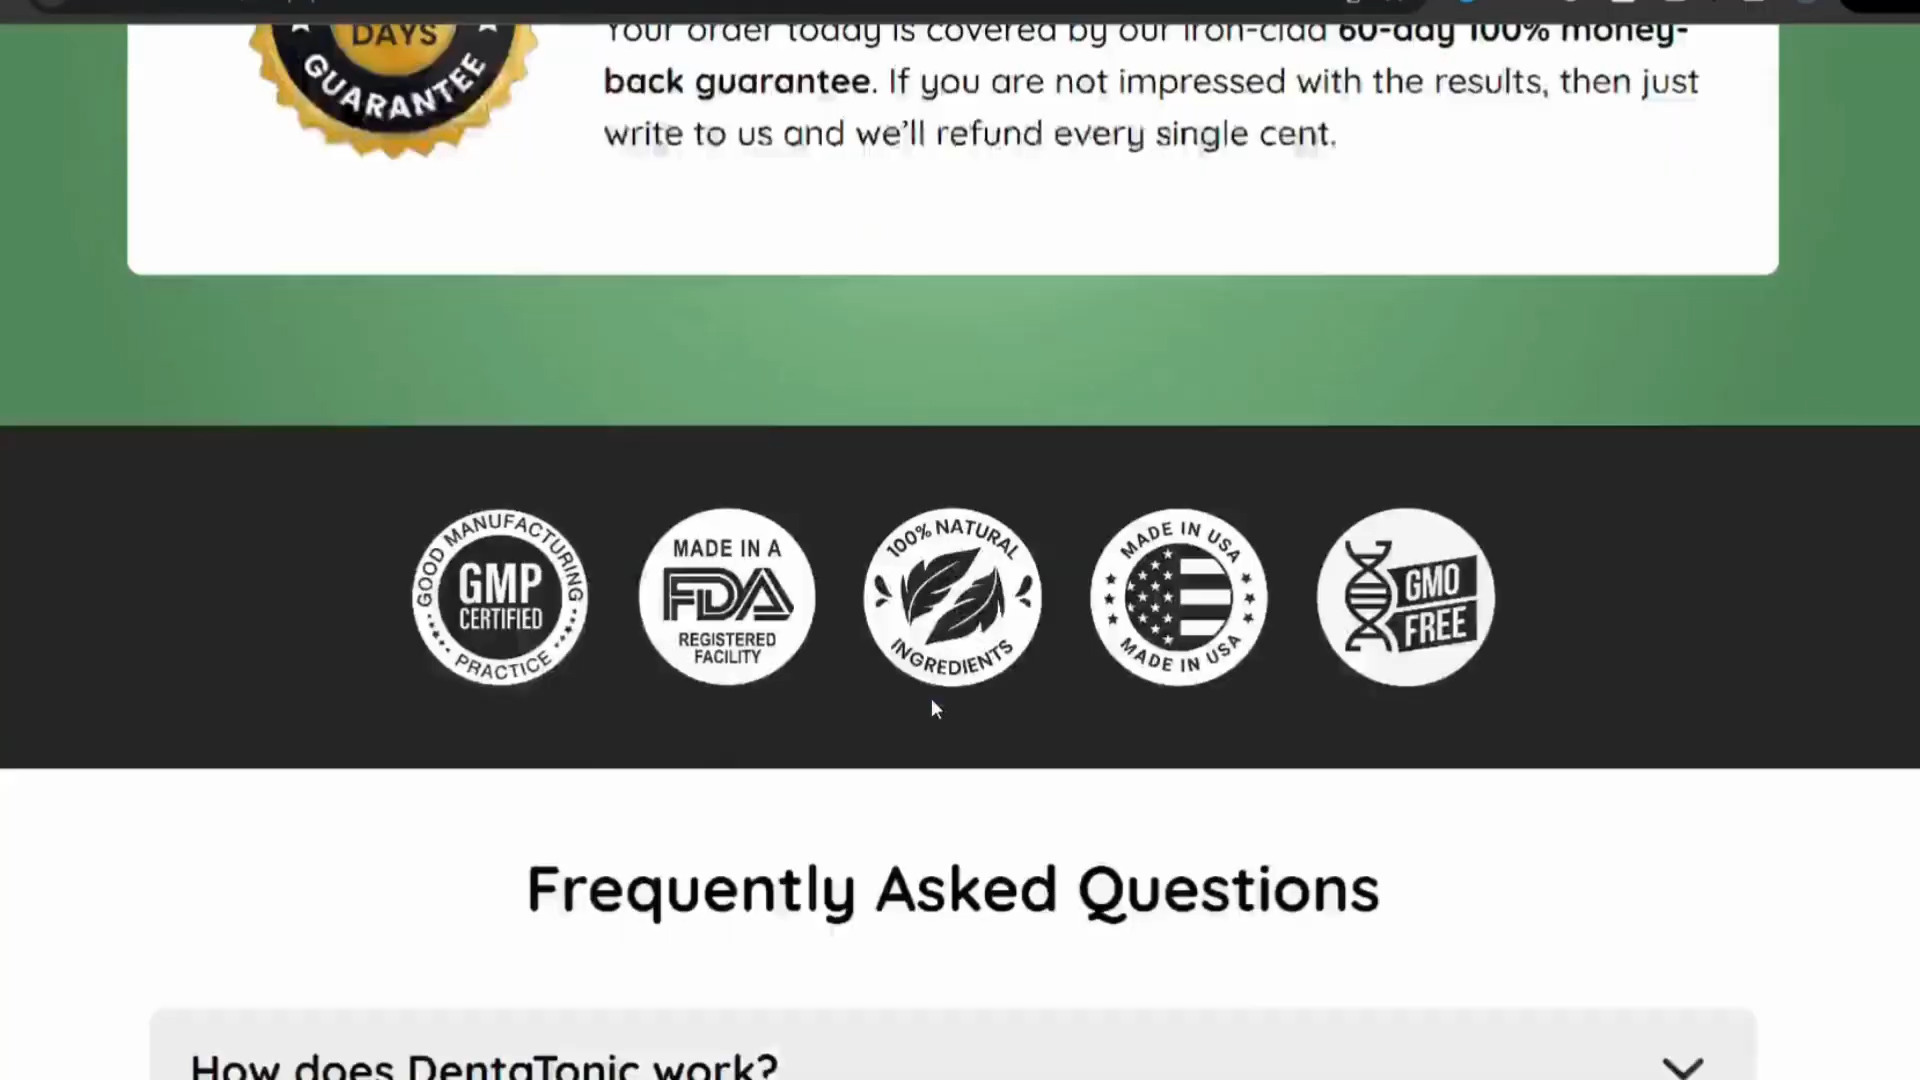 DAYS
GUARANTEE
Your order today is covered by our iron-clad 60-day 100% money-
back guarantee. If you are not impressed with the results, then just
write to us and we’ll refund every single cent.
GOOD MANUFACTURING
GMP
CERTIFIED
PRACTICE
MADE IN A
FDA
REGISTERED
FACILITY
100% NATURAL
INGREDIENTS
MADE IN USA
MADE IN USA
GMO
FREE
Frequently Asked Questions
How does DentaTonic work?